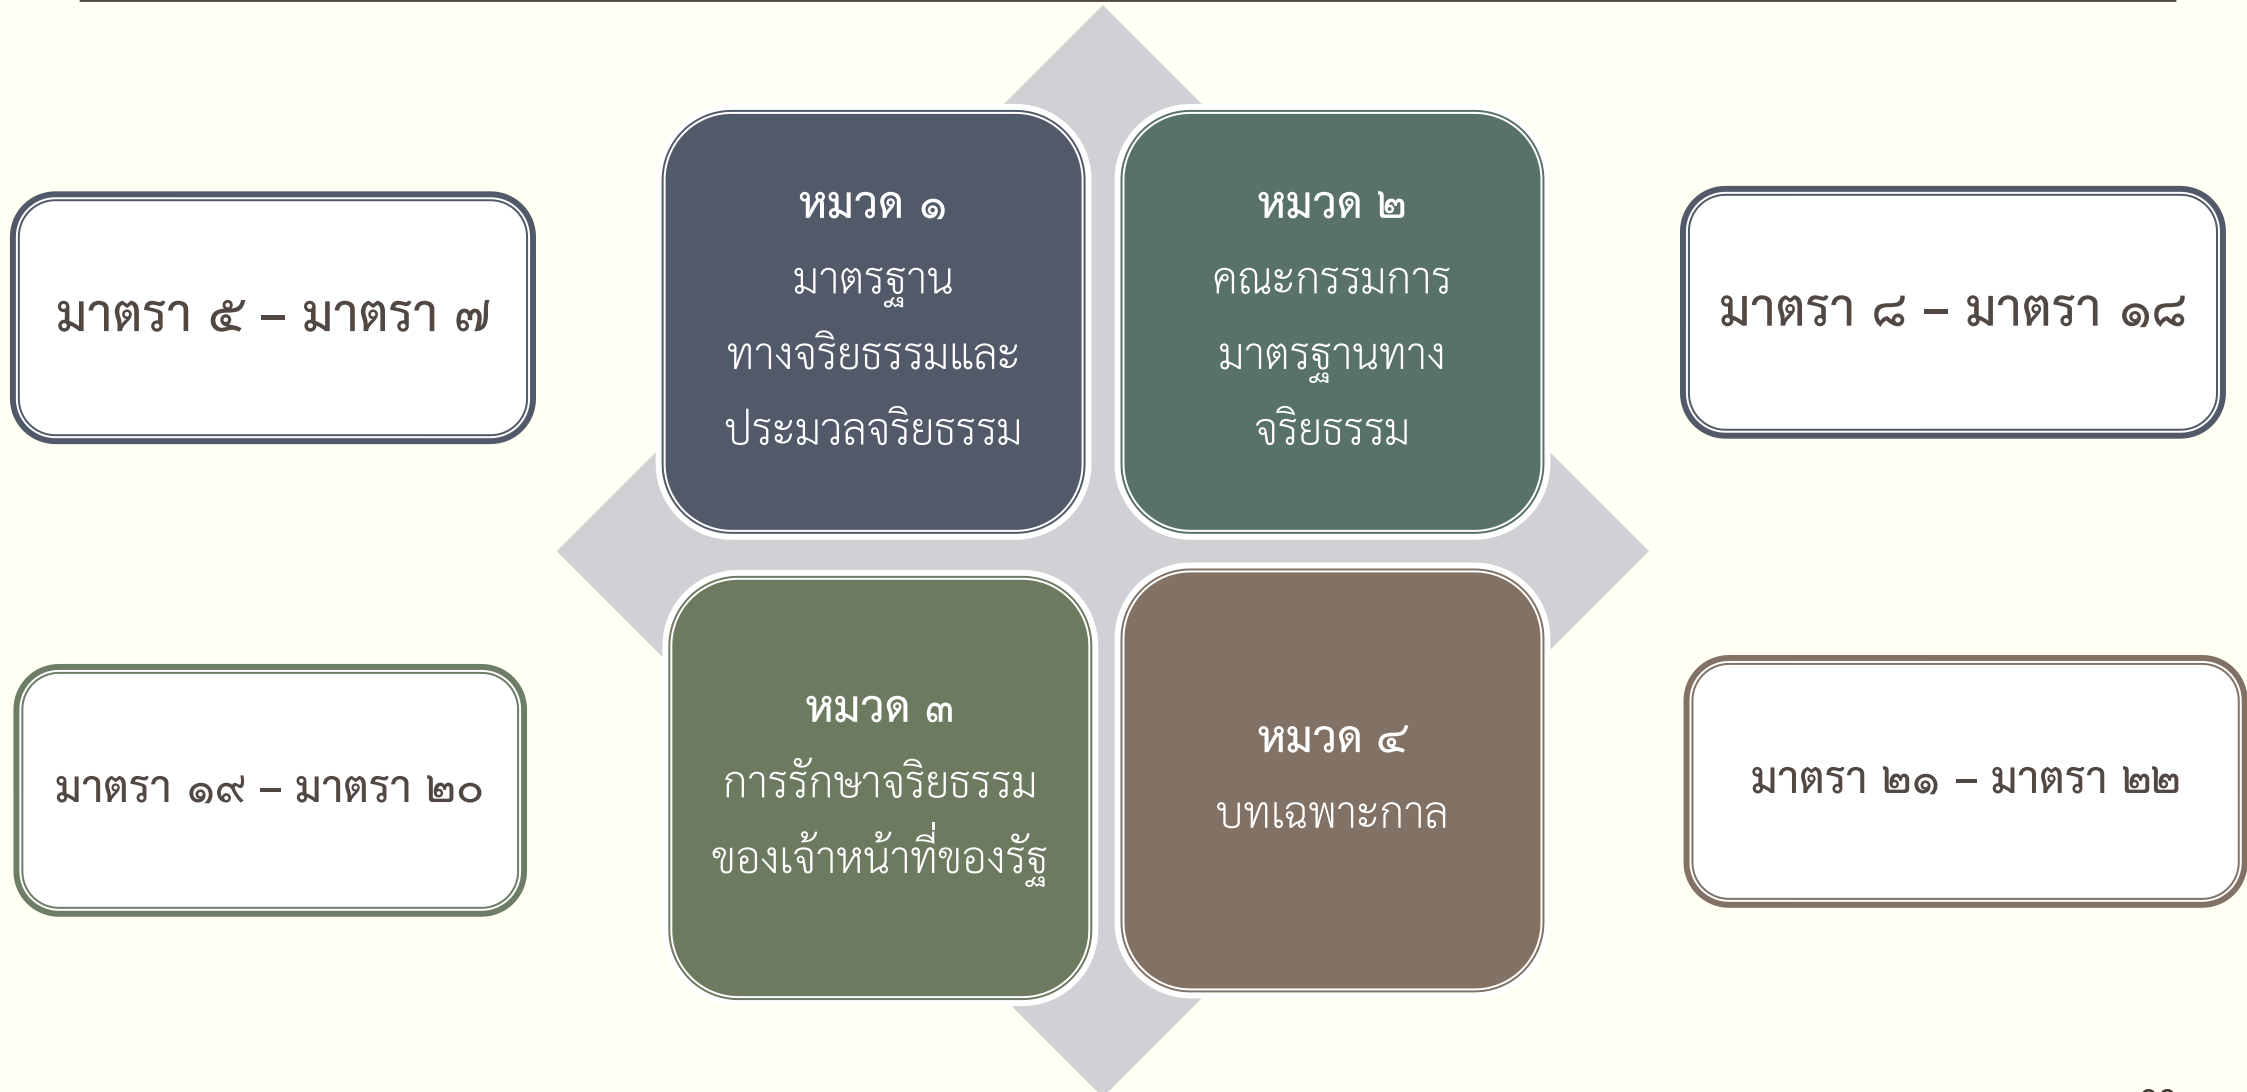 หมวด ๑
มาตรฐาน
ทางจริยธรรมและ
ประมวลจริยธรรม
หมวด ๒
คณะกรรมการ
มาตรฐานทาง
จริยธรรม
มาตรา ๕ – มาตรา ๗
มาตรา ๘ – มาตรา ๑๘
หมวด ๓
การรักษาจริยธรรม
ของเจ้าหน้าที่ของรัฐ
หมวด ๔
บทเฉพาะกาล
มาตรา ๑๙ – มาตรา ๒๐
มาตรา ๒๑ – มาตรา ๒๒